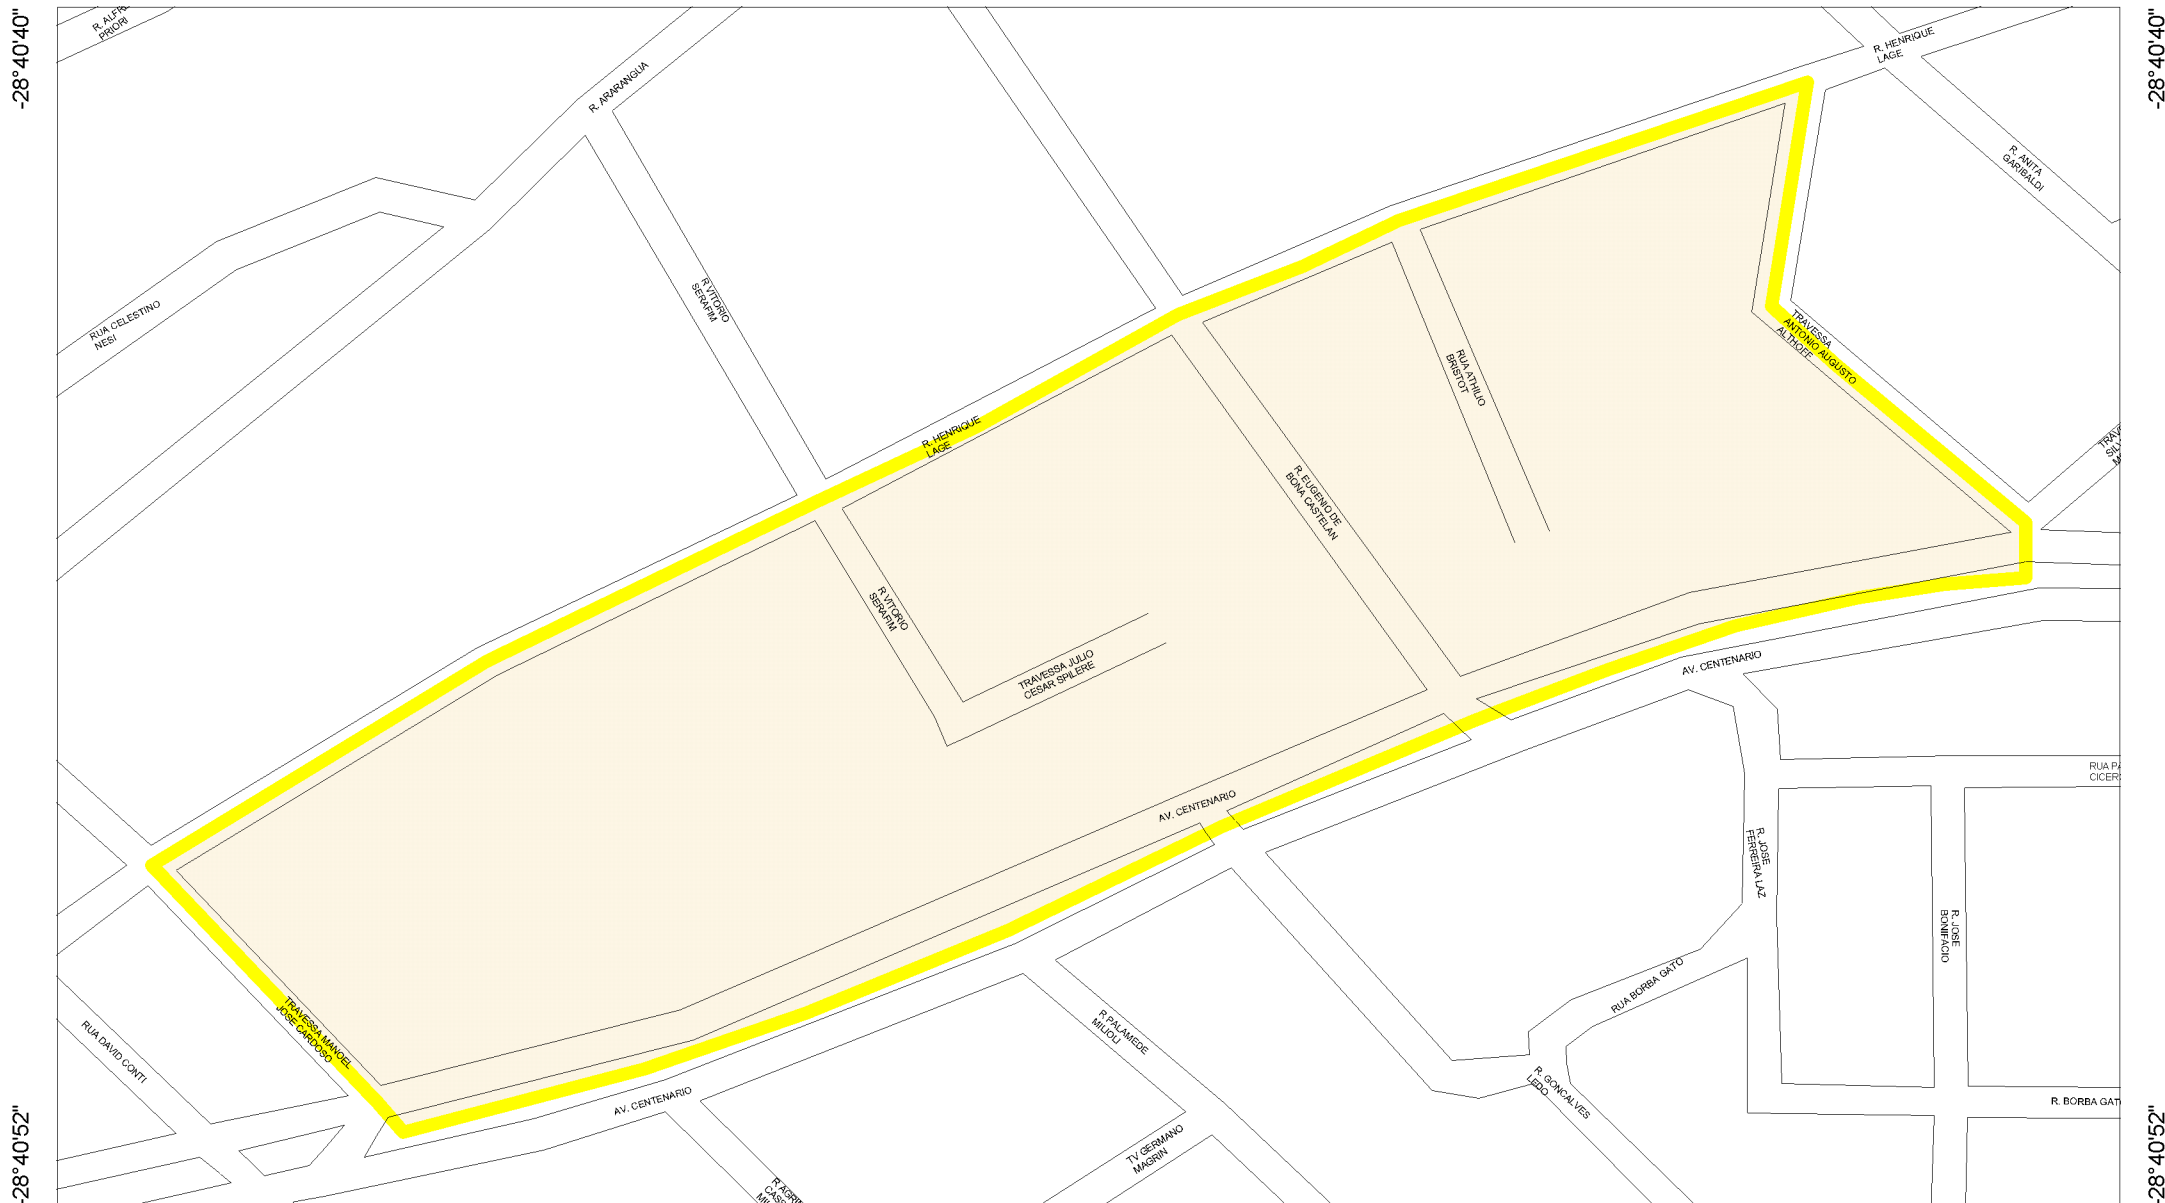 -28°40'40"
-28°40'40"
PRIORI
R. HENRIQUE
LAGE
R. ARARANGUA
R. ANITA
GARIBALDI
R VITORIO
SERAFIM
RUA CELESTINO
NESI
TRAVESSA
ANTONIO AUGUSTO
ALTHOFF
RUA ATHILIO
BRISTOT
R. HENRIQUE
LAGE
R. EUGENIO DE
BONA CASTELAN
R VITORIO
SERAFIM
TRAVESSA JULIO
CESAR SPILERE
AV. CENTENARIO
RUA
AV. CENTENARIO
R. JOSE
FERREIRA LAZ
R. JOSE
BONIFACIO
RUA BORBA GATO
TRAVESSA MANOEL
JOSE CARDOSO
RUA DAVID CONTI
R PALAMEDE
MILIOLI
R. GONCALVES
LEDO
AV. CENTENARIO
R. BORBA GAT
TV GERMANO
MAGRIN
-28°40'52"
-28°40'52"